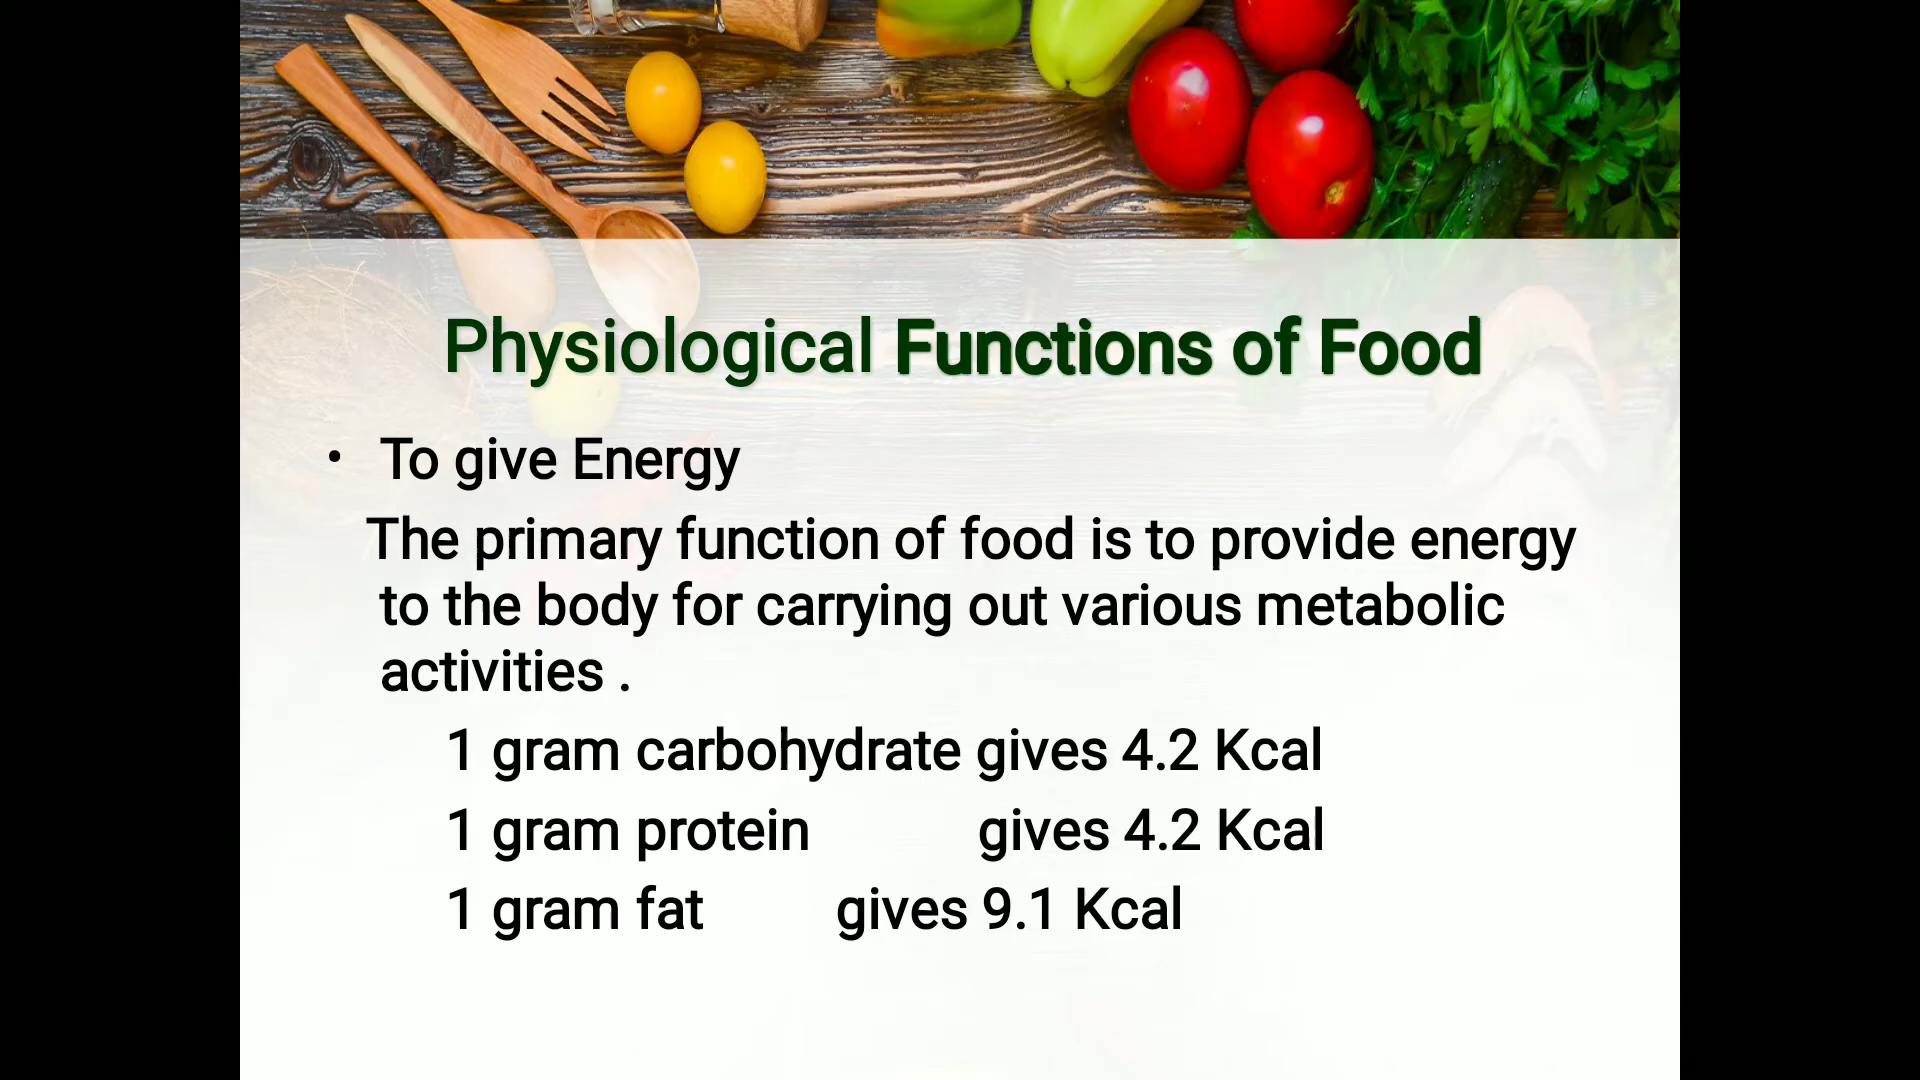 Physiological Functions of Food
• To give Energy
The primary function of food is to provide energy
to the body for carrying out various metabolic
activities .
1 gram carbohydrate gives 4.2 Kcal
1 gram protein gives 4.2 Kcal
1 gram fat gives 9.1 Kcal